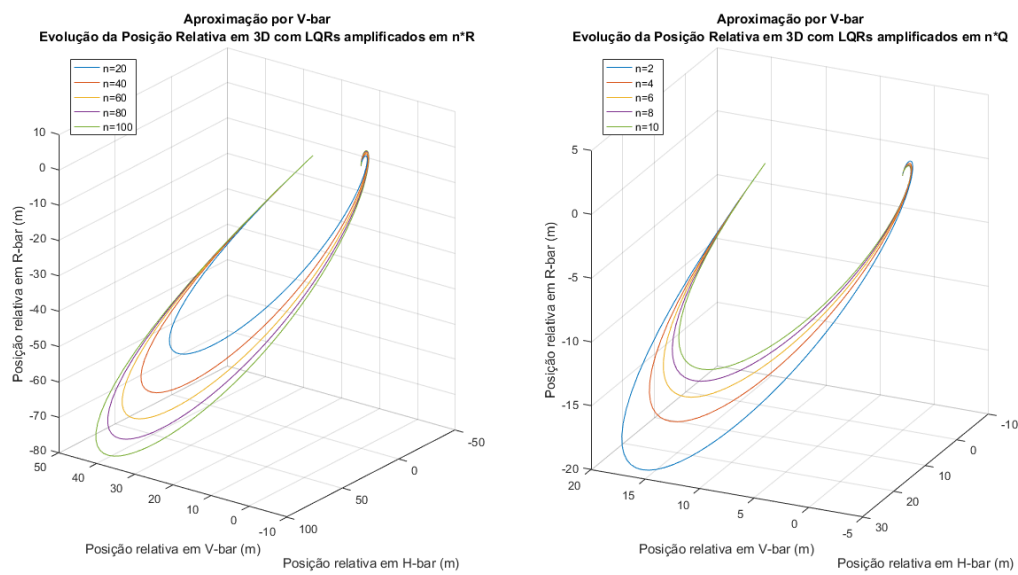 Aproximação por V-bar
Evolução da Posição Relativa em 3D com LQRs amplificados em n*R
n=20
n=40
n=60
n=80
n=100
10
0
-10
-20
-30
-40
-50
-60
-70
-80
Posição relativa em R-bar (m)
50
40
30
20
10
0
-10
Posição relativa em V-bar (m)
-50
0
50
100
Posição relativa em H-bar (m)
Aproximação por V-bar
Evolução da Posição Relativa em 3D com LQRs amplificados em n*Q
n=2
n=4
n=6
n=8
n=10
5
0
-5
-10
-15
-20
Posição relativa em R-bar (m)
20
15
10
5
0
-5
Posição relativa em V-bar (m)
-10
0
10
20
30
Posição relativa em H-bar (m)